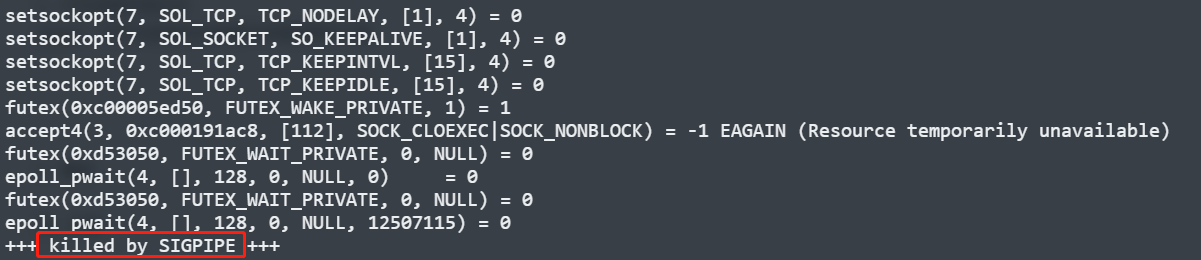 setsockopt(7, SOL_TCP, TCP_NODELAY, [1], 4) = 0
setsockopt(7, SOL_SOCKET, SO_KEEPALIVE, [1], 4) = 0
setsockopt(7, SOL_TCP, TCP_KEEPINTVL, [15], 4) = 0
setsockopt(7, SOL_TCP, TCP_KEEPIDLE, [15], 4) = 0
futex(0xc00005ed50, FUTEX_WAKE_PRIVATE, 1) = 1
accept4(3, 0xc000191ac8, [112], SOCK_CLOEXEC|SOCK_NONBLOCK) = -1 EAGAIN (Resource temporarily unavailable)
futex(0xd53050, FUTEX_WAIT_PRIVATE, 0, NULL) = 0
epoll_pwait(4, [], 128, 0, NULL, 0)     = 0
futex(0xd53050, FUTEX_WAIT_PRIVATE, 0, NULL) = 0
epoll_pwait(4, [], 128, 0, NULL, 12507115) = 0
+++ killed by SIGPIPE +++